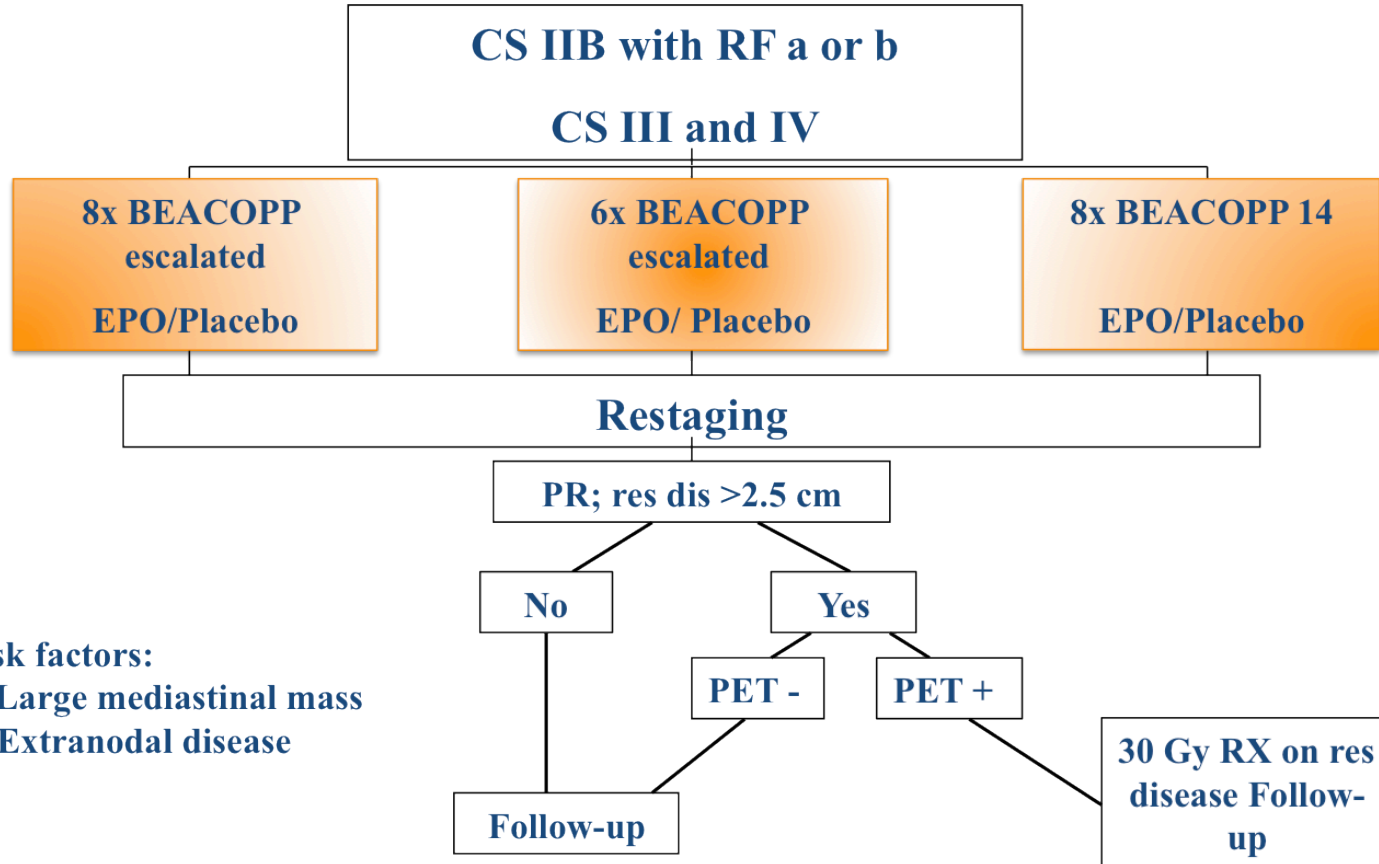 CS IIB with RF a or b
CS III and IV
8x BEACOPP
escalated
EPO/Placebo
6x BEACOPP
escalated
EPO/ Placebo
8x BEACOPP 14
EPO/Placebo
Restaging
PR; res dis >2.5 cm
No
Yes
PET -
PET +
sk factors:
Large mediastinal mass
Extranodal disease
30 Gy RX on res
disease Follow-
up
Follow-up